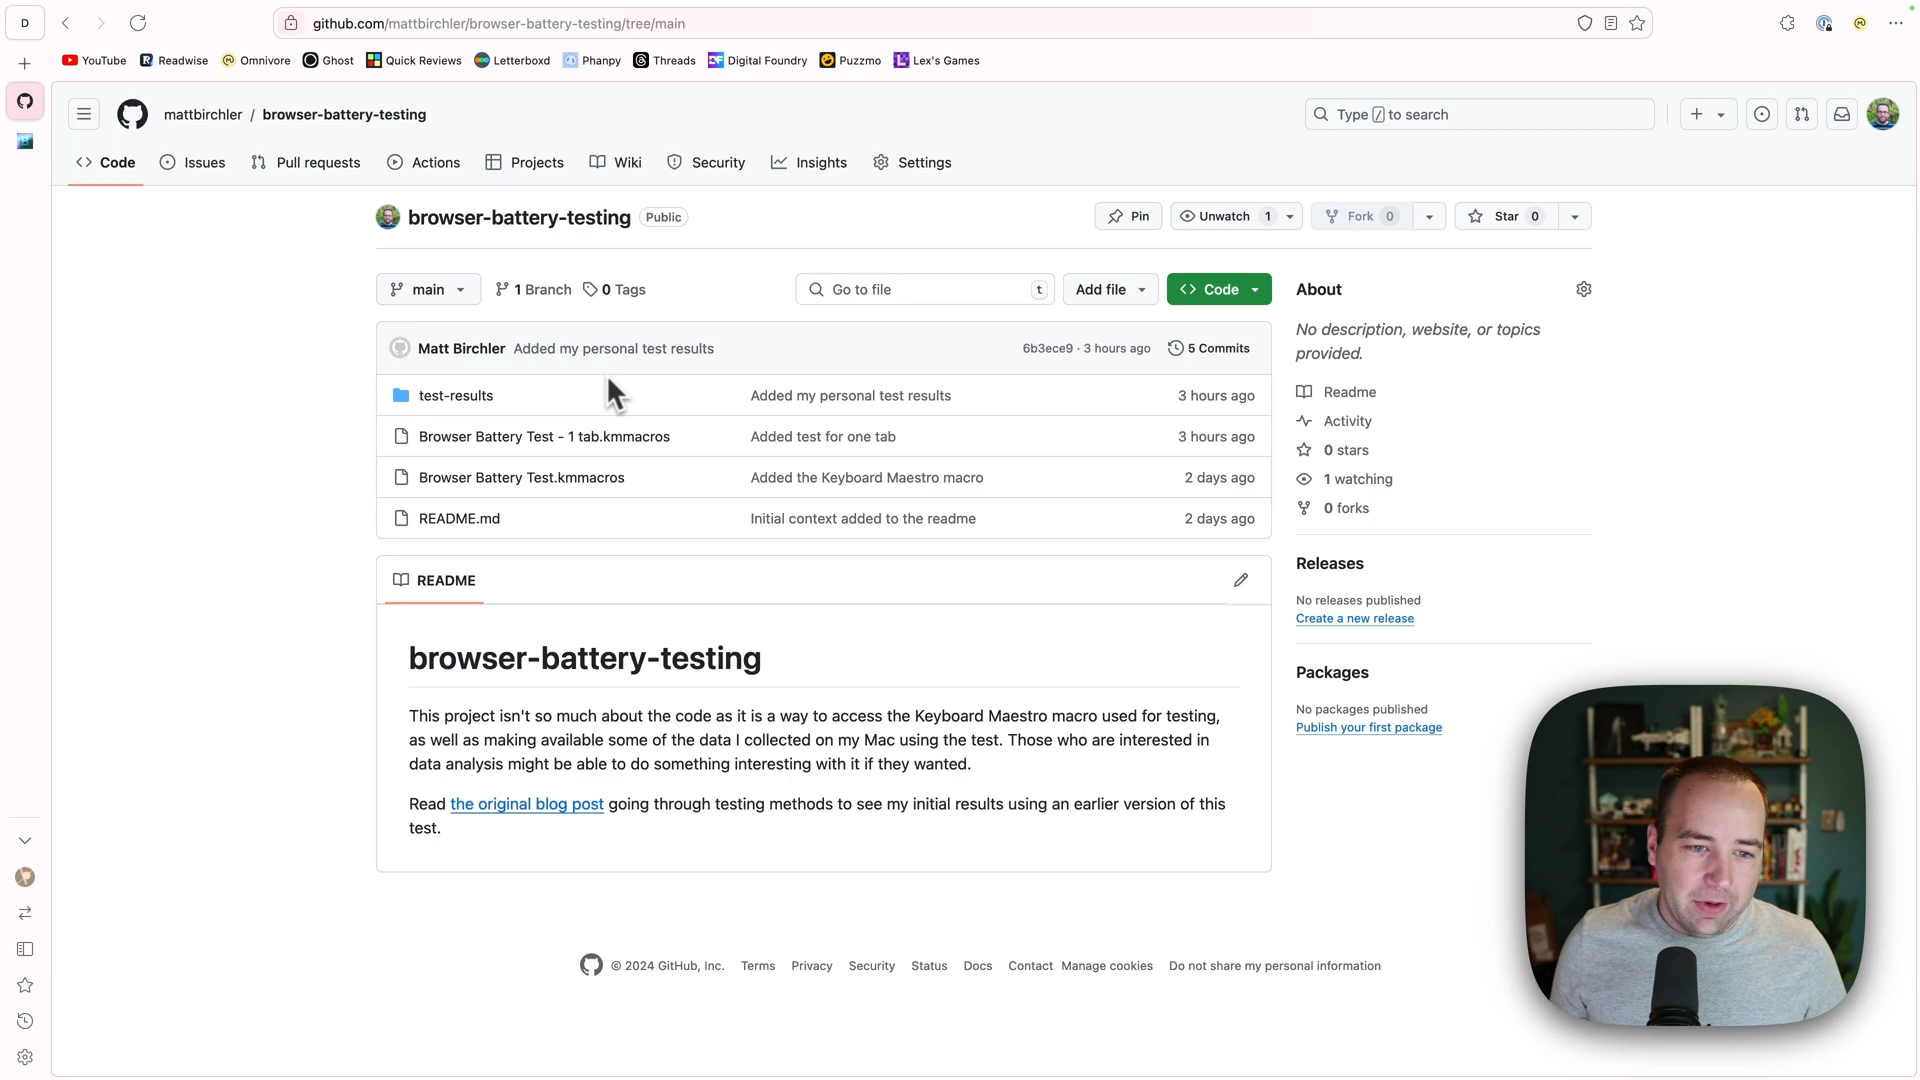 D
github.com/mattbirchler/browser-battery-testing/tree/main
YouTube Readwise Omnivore Ghost Quick Reviews Letterboxd Phanpy Threads Digital Foundry Puzzmo Lex's Games
mattbirchler / browser-battery-testing
Type / to search
Code Issues Pull requests Actions Projects Wiki Security Insights Settings
browser-battery-testing Public
Pin Unwatch 1 Fork 0 Star 0
main 1 Branch 0 Tags Go to file t Add file Code
Matt Birchler Added my personal test results 6b3ece9 · 3 hours ago 5 Commits
test-results Added my personal test results 3 hours ago
Browser Battery Test - 1 tab.kmmacros Added test for one tab 3 hours ago
Browser Battery Test.kmmacros Added the Keyboard Maestro macro 2 days ago
README.md Initial context added to the readme 2 days ago
README
browser-battery-testing
This project isn't so much about the code as it is a way to access the Keyboard Maestro macro used for testing,
as well as making available some of the data I collected on my Mac using the test. Those who are interested in
data analysis might be able to do something interesting with it if they wanted.
Read the original blog post going through testing methods to see my initial results using an earlier version of this
test.
About
No description, website, or topics
provided.
Readme
Activity
0 stars
1 watching
0 forks
Releases
No releases published
Create a new release
Packages
No packages published
Publish your first package
© 2024 GitHub, Inc. Terms Privacy Security Status Docs Contact Manage cookies Do not share my personal information